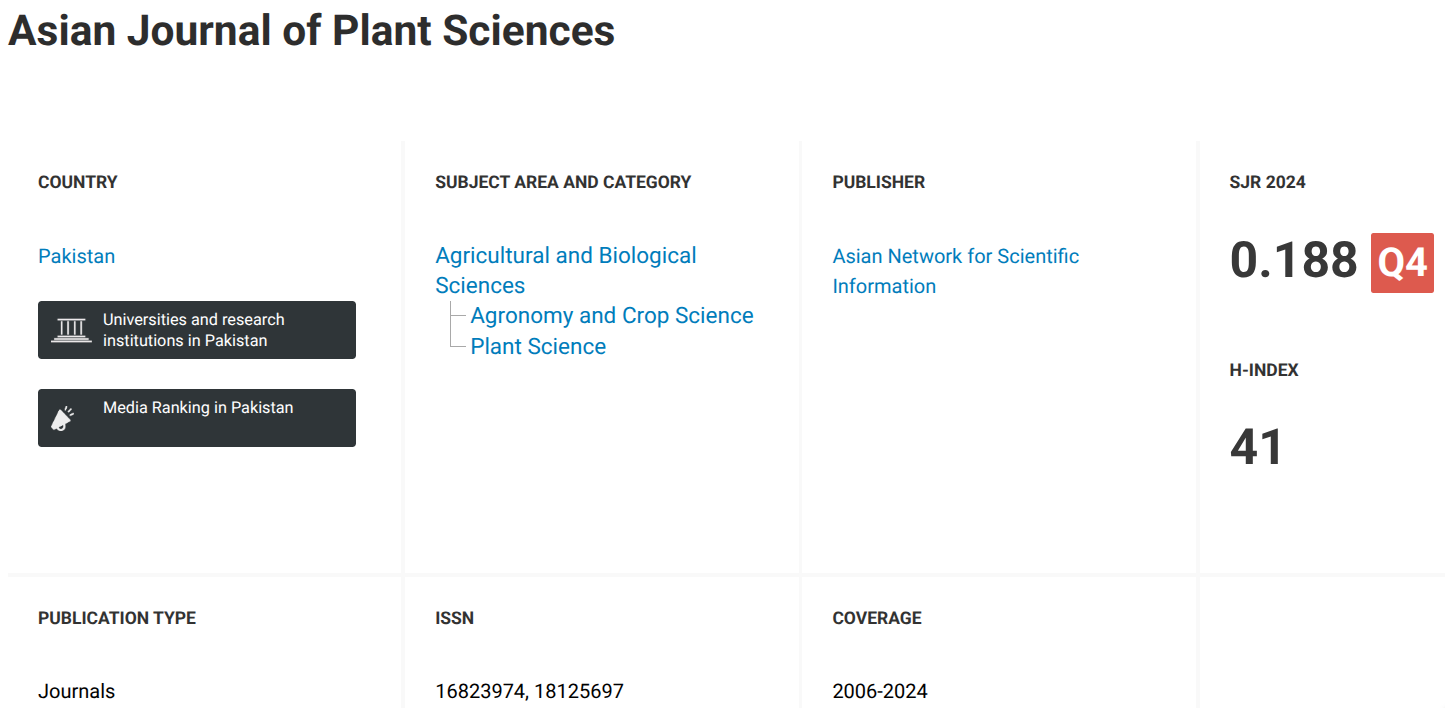 Asian Journal of Plant Sciences
COUNTRY
Pakistan
Universities and research
institutions in Pakistan
Media Ranking in Pakistan
SUBJECT AREA AND CATEGORY
Agricultural and Biological
Sciences
Agronomy and Crop Science
Plant Science
PUBLISHER
Asian Network for Scientific
Information
SJR 2024
0.188 Q4
H-INDEX
41
PUBLICATION TYPE
Journals
ISSN
16823974, 18125697
COVERAGE
2006-2024